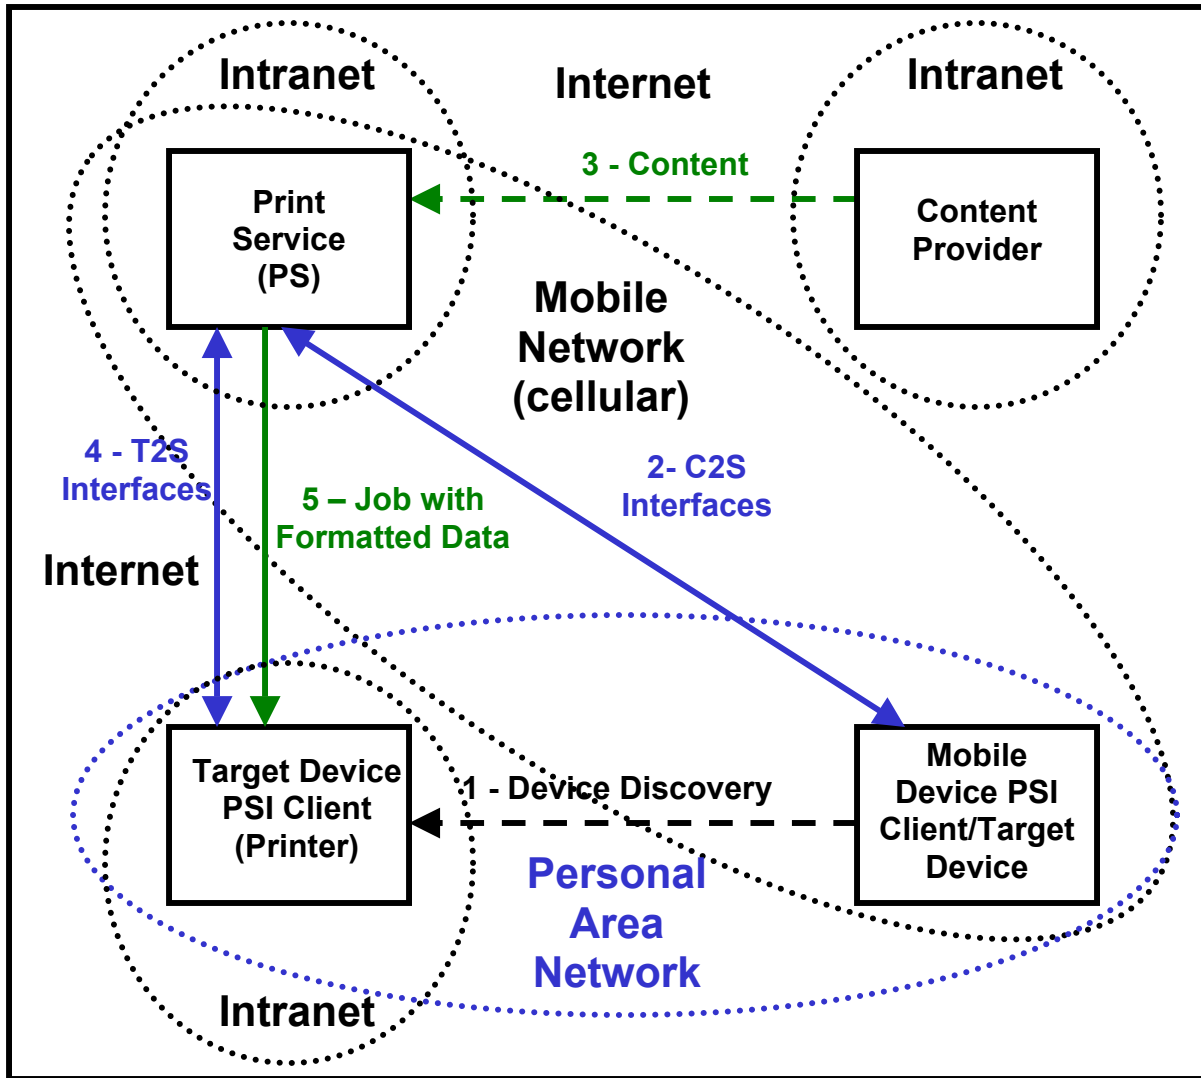 Intranet
Internet
Intranet
3 - Content
Print
Service
(PS)
Content
Provider
Mobile
Network
(cellular)
4 - T2S
Interfaces
2- C2S
Interfaces
5 – Job with
Formatted Data
Internet
Target Device
PSI Client
(Printer)
1 - Device Discovery
Mobile
Device PSI
Client/Target
Device
Personal
Area
Network
Intranet